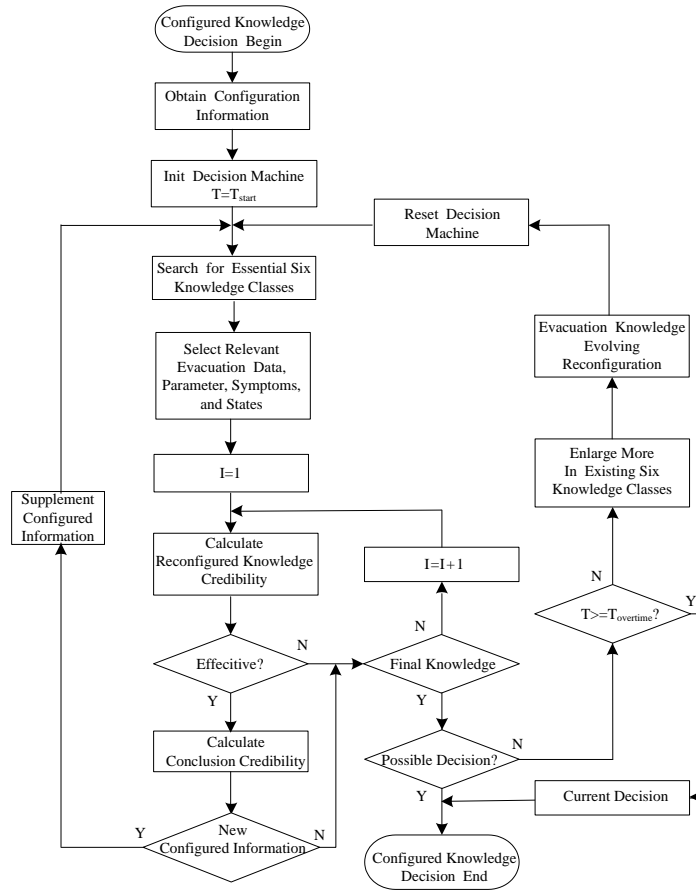 Configured Knowledge
Decision Begin
Obtain Configuration
Information
Init Decision Machine
T=Tstart
Reset Decision
Machine
Search for Essential Six
Knowledge Classes
Select Relevant
Evacuation Data,
Parameter, Symptoms,
and States
Evacuation Knowledge
Evolving
Reconfiguration
Enlarge More
In Existing Six
Knowledge Classes
I=1
Supplement
Configured
Information
Calculate
Reconfigured Knowledge
Credibility
I=I+1
N
T>=Tovertime?
Y
Effecitive?
N
N
Final Knowledge
Y
Y
Calculate
Conclusion Credibility
Possible Decision?
N
Y
Current Decision
Y
New
Configured Information
N
Configured Knowledge
Decision End